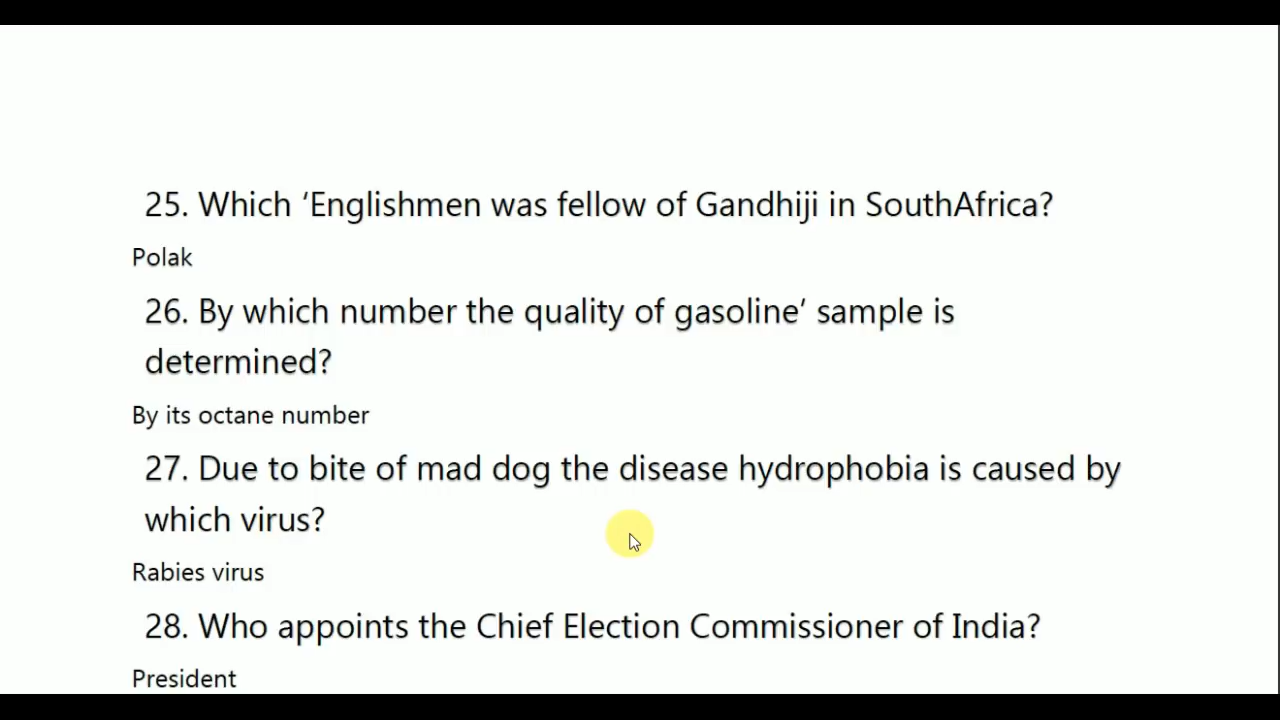 25. Which ‘Englishmen was fellow of Gandhiji in SouthAfrica?
Polak
26. By which number the quality of gasoline’ sample is
determined?
By its octane number
27. Due to bite of mad dog the disease hydrophobia is caused by
which virus?
Rabies virus
28. Who appoints the Chief Election Commissioner of India?
President